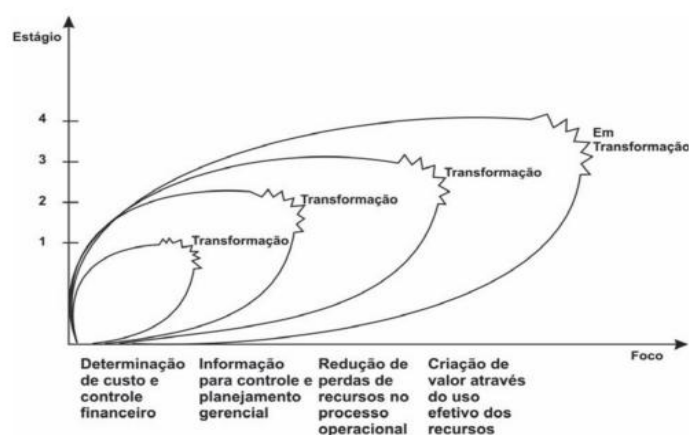 Estágio
4
Em
Transformação
3
Transformação
2
Transformação
1
Transformação
Foco
Determinação
de custo e
controle
financeiro
Informação
para controle e
planejamento
gerencial
Redução de
perdas de
recursos no
processo
operacional
Criação de
valor através
do uso
efetivo dos
recursos